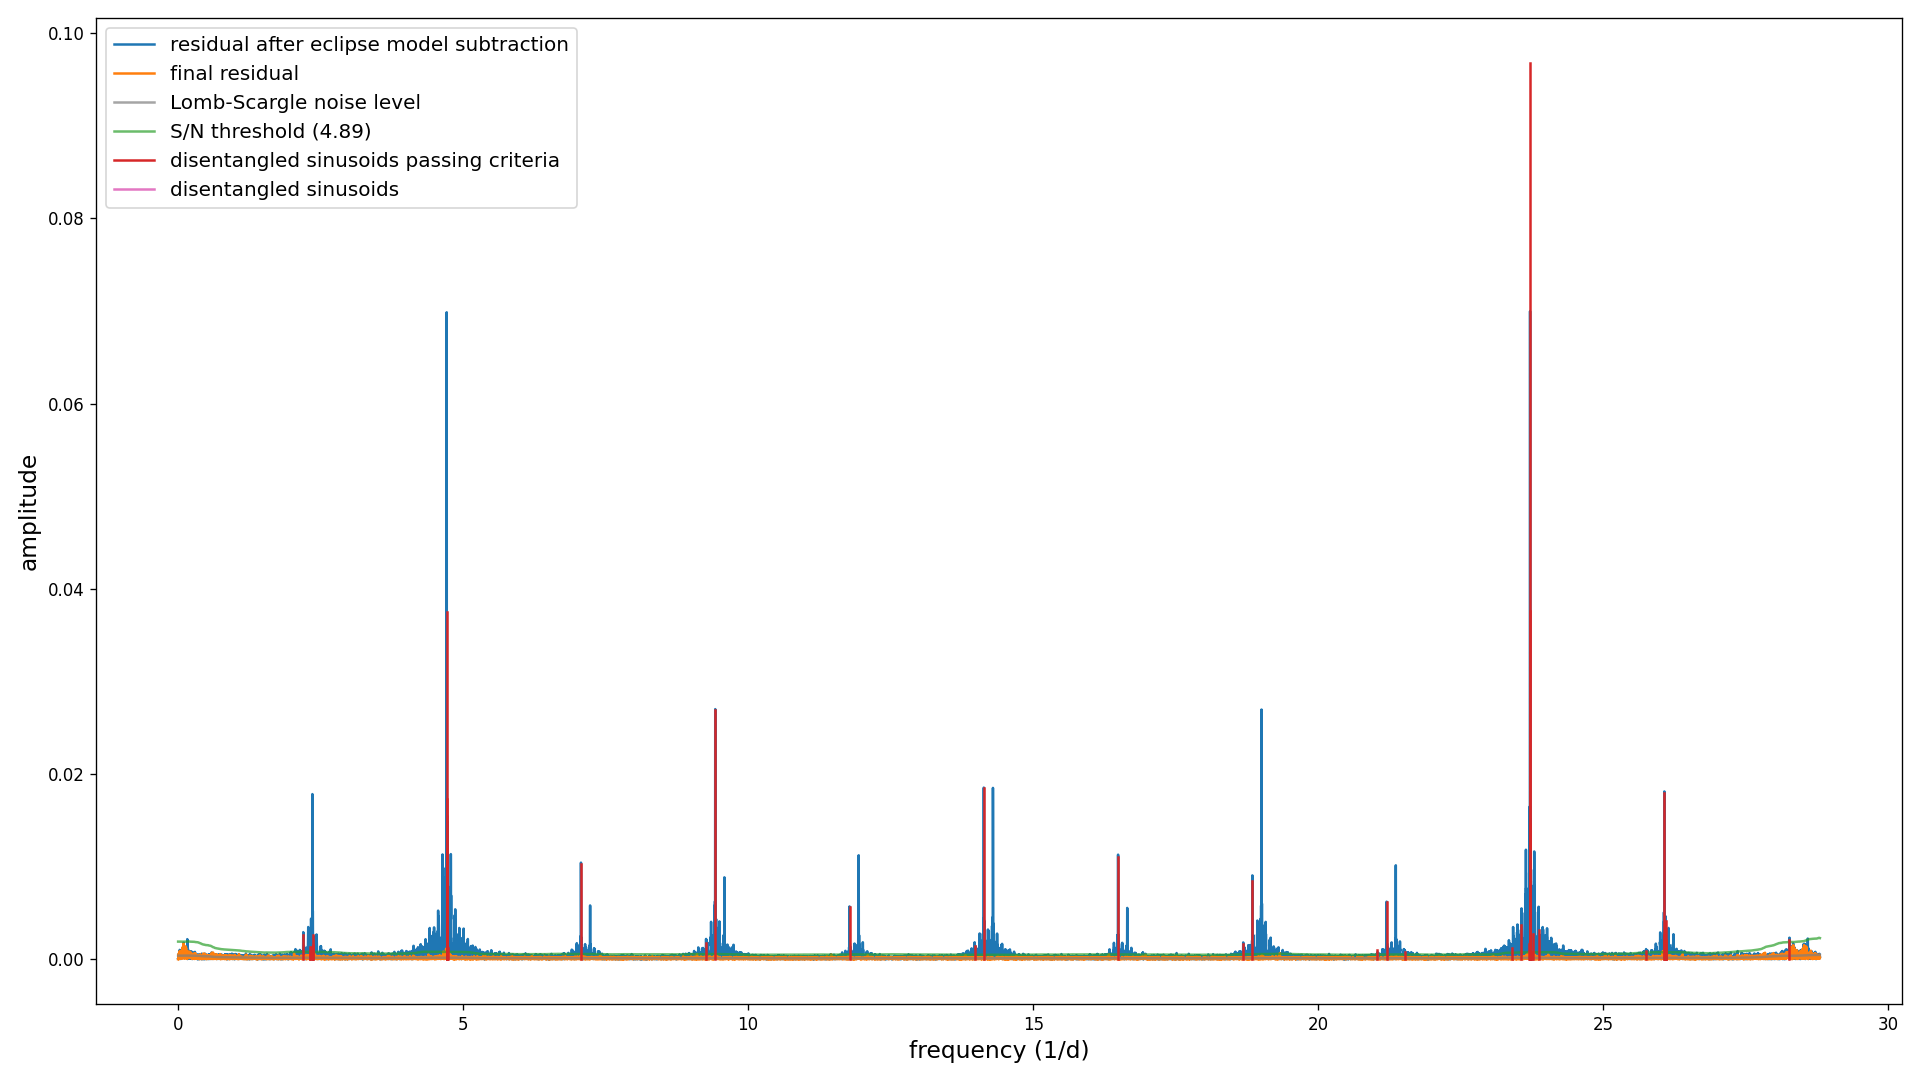 residual after eclipse model subtraction
final residual
Lomb-Scargle noise level
S/N threshold (4.89)
disentangled sinusoids passing criteria
disentangled sinusoids
0.10
0.08
0.06
0.04
0.02
0.00
amplitude
0 5 10 15 20 25 30
frequency (1/d)